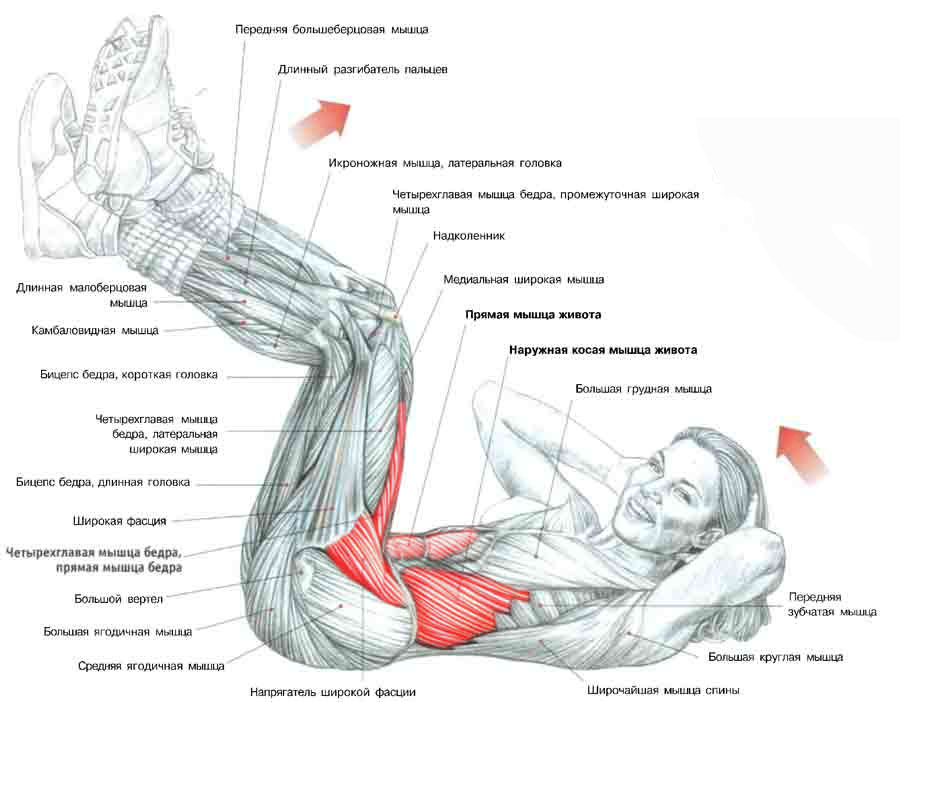 Передняя большеберцовая мышца
Длинный разгибатель пальцев
Икроножная мышца, латеральная головка
Четырехглавая мышца бедра, промежуточная широкая
мышца
Надколенник
Медиальная широкая мышца
Прямая мышца живота
Наружная косая мышца живота
Большая грудная мышца
Длинная малоберцовая
мышца
Камбаловидная мышца
Бицепс бедра, короткая головка
Четырехглавая мышца
бедра, латеральная
широкая мышца
Бицепс бедра, длинная головка
Широкая фасция
Четырехглавая мышца бедра,
прямая мышца бедра
Большой вертел
Большая ягодичная мышца
Средняя ягодичная мышца
Напрягатель широкой фасции
Передняя
зубчатая мышца
Большая круглая мышца
Широчайшая мышца спины